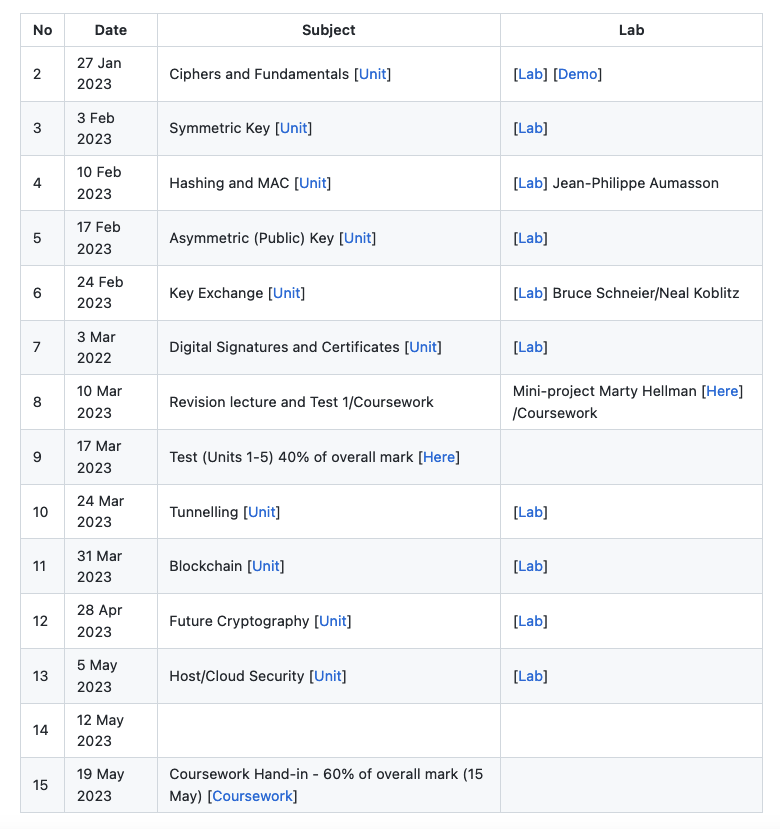 No Date Subject Lab
2 27 Jan 2023 Ciphers and Fundamentals [Unit] [Lab] [Demo]
3 3 Feb 2023 Symmetric Key [Unit] [Lab]
4 10 Feb 2023 Hashing and MAC [Unit] [Lab] Jean-Philippe Aumasson
5 17 Feb 2023 Asymmetric (Public) Key [Unit] [Lab]
6 24 Feb 2023 Key Exchange [Unit] [Lab] Bruce Schneier/Neal Koblitz
7 3 Mar 2022 Digital Signatures and Certificates [Unit] [Lab]
8 10 Mar 2023 Revision lecture and Test 1/Coursework Mini-project Marty Hellman [Here] /Coursework
9 17 Mar 2023 Test (Units 1-5) 40% of overall mark [Here]
10 24 Mar 2023 Tunnelling [Unit] [Lab]
11 31 Mar 2023 Blockchain [Unit] [Lab]
12 28 Apr 2023 Future Cryptography [Unit] [Lab]
13 5 May 2023 Host/Cloud Security [Unit] [Lab]
14 12 May 2023
15 19 May 2023 Coursework Hand-in - 60% of overall mark (15 May) [Coursework]